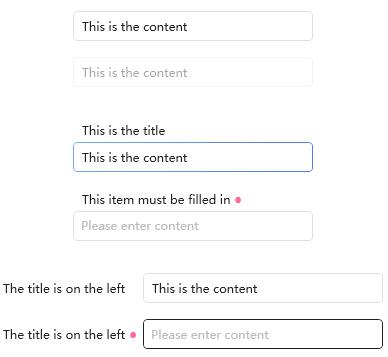 This is the content
This is the content
This is the title
This is the content
This item must be filled in
Please enter content
The title is on the left This is the content
The title is on the left Please enter content